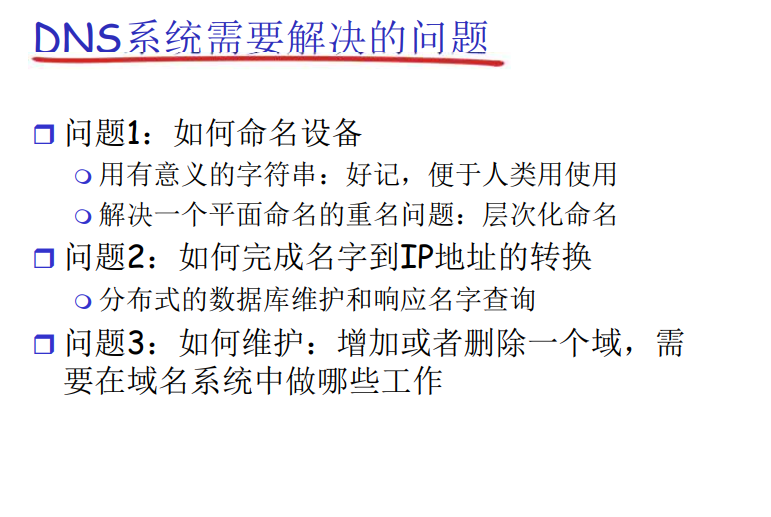 DNS系统需要解决的问题
问题1：如何命名设备
用有意义的字符串：好记，便于人类用使用
解决一个平面命名的重名问题：层次化命名
问题2：如何完成名字到IP地址的转换
分布式的数据库维护和响应名字查询
问题3：如何维护：增加或者删除一个域，需
要在域名系统中做哪些工作